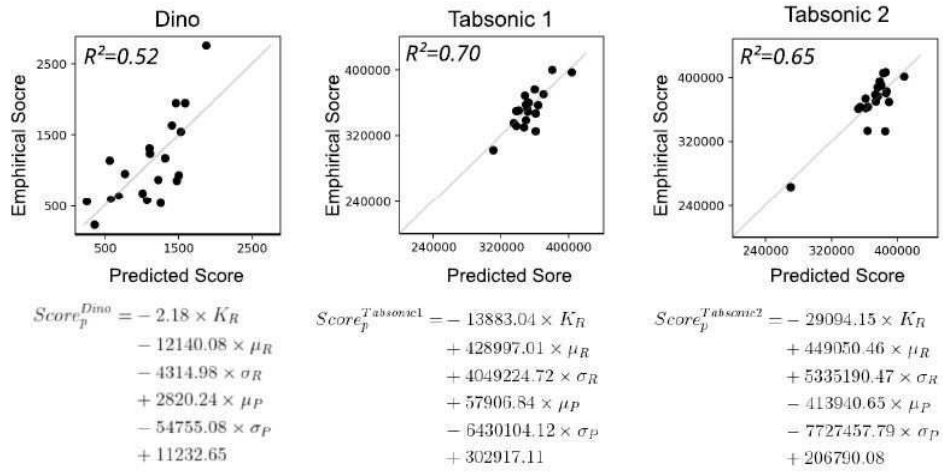 Dino
R²=0.52
2500
1500
500
500
1500
2500
Emphirical Socre
Predicted Score
Score_p^{Dino} = − 2.18 × K_R
− 12140.08 × μ_R
− 4314.98 × σ_R
+ 2820.24 × μ_P
− 54755.08 × σ_P
+ 11232.65
Tabsonic 1
R²=0.70
400000
320000
240000
240000
320000
400000
Emphirical Score
Predicted Sore
Score_p^{Tabsonic1} = − 13883.04 × K_R
+ 428997.01 × μ_R
+ 4049224.72 × σ_R
+ 57906.84 × μ_P
− 6430104.12 × σ_P
+ 302917.11
Tabsonic 2
R²=0.65
400000
320000
240000
240000
320000
400000
Emphirical Score
Predicted Score
Score_p^{Tabsonic2} = − 29094.15 × K_R
+ 449050.46 × μ_R
+ 5335190.47 × σ_R
− 413940.65 × μ_P
− 7727457.79 × σ_P
+ 206790.08